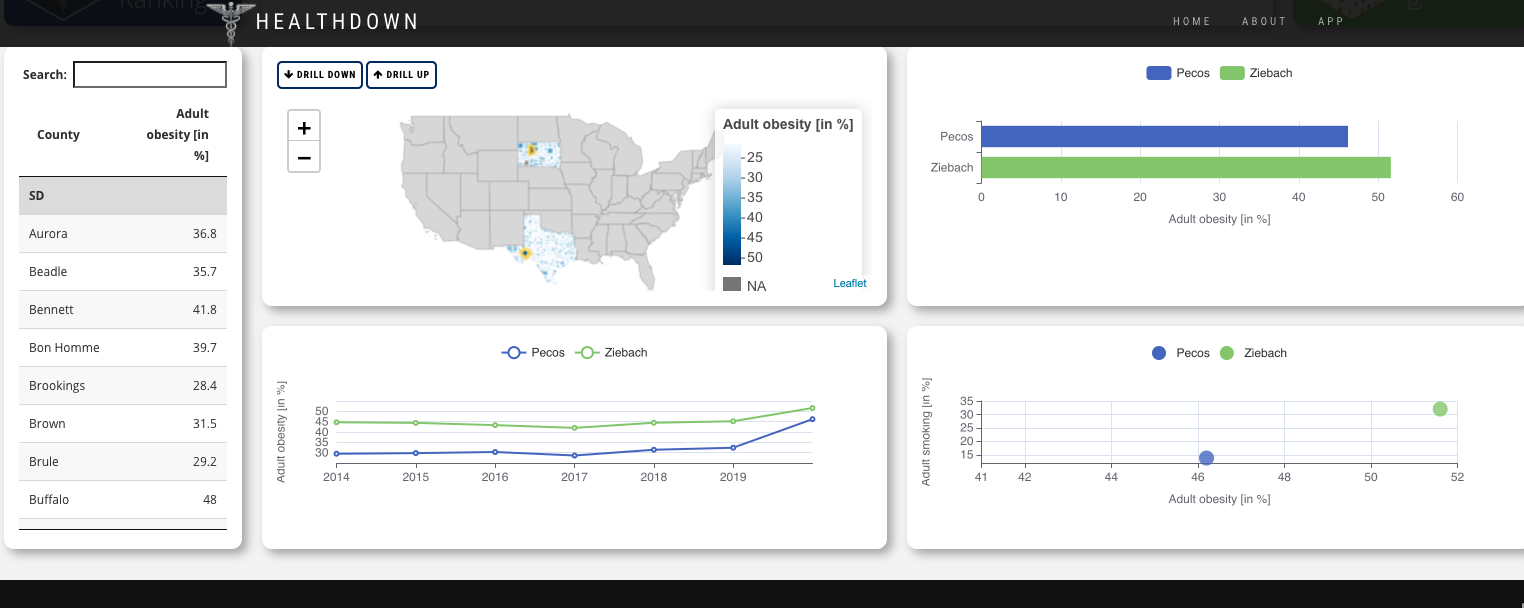 Ranking
HEALTHDOWN
HOME ABOUT APP
Search:
County
Adult
obesity [in
%]
SD
Aurora 36.8
Beadle 35.7
Bennett 41.8
Bon Homme 39.7
Brookings 28.4
Brown 31.5
Brule 29.2
Buffalo 48
DRILL DOWN DRILL UP
+
−
Adult obesity [in %]
25
30
35
40
45
50
NA
Leaflet
Pecos Ziebach
Pecos
Ziebach
0 10 20 30 40 50 60
Adult obesity [in %]
Pecos Ziebach
Adult obesity [in %]
50
45
40
35
30
2014 2015 2016 2017 2018 2019
Pecos Ziebach
Adult smoking [in %]
35
30
25
20
15
41 42 44 46 48 50 52
Adult obesity [in %]